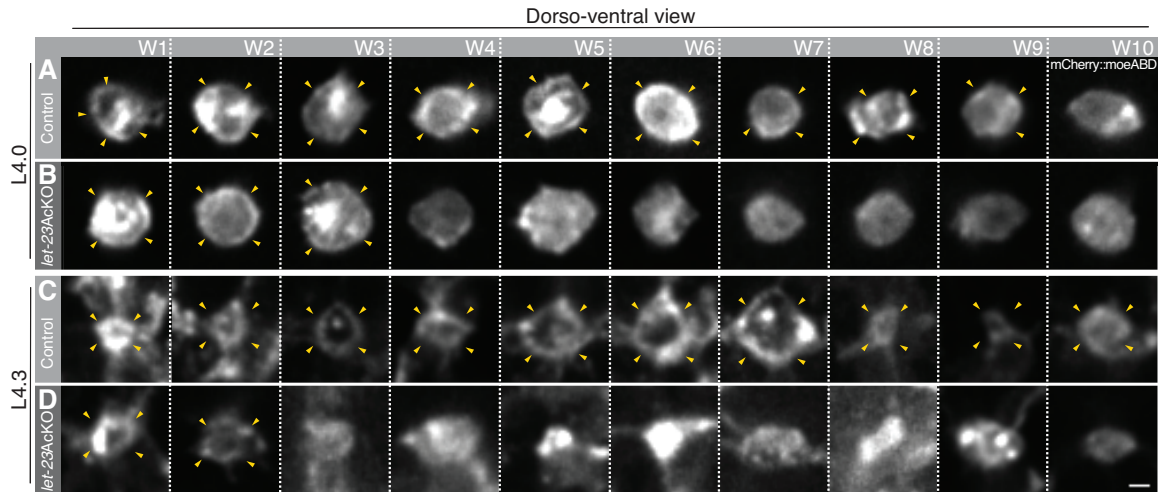 Dorso-ventral view
W1 W2 W3 W4 W5 W6 W7 W8 W9 W10
L4.0
A
Control
mCherry::moeABD
B
let-23AcKO
L4.3
C
Control
D
let-23AcKO